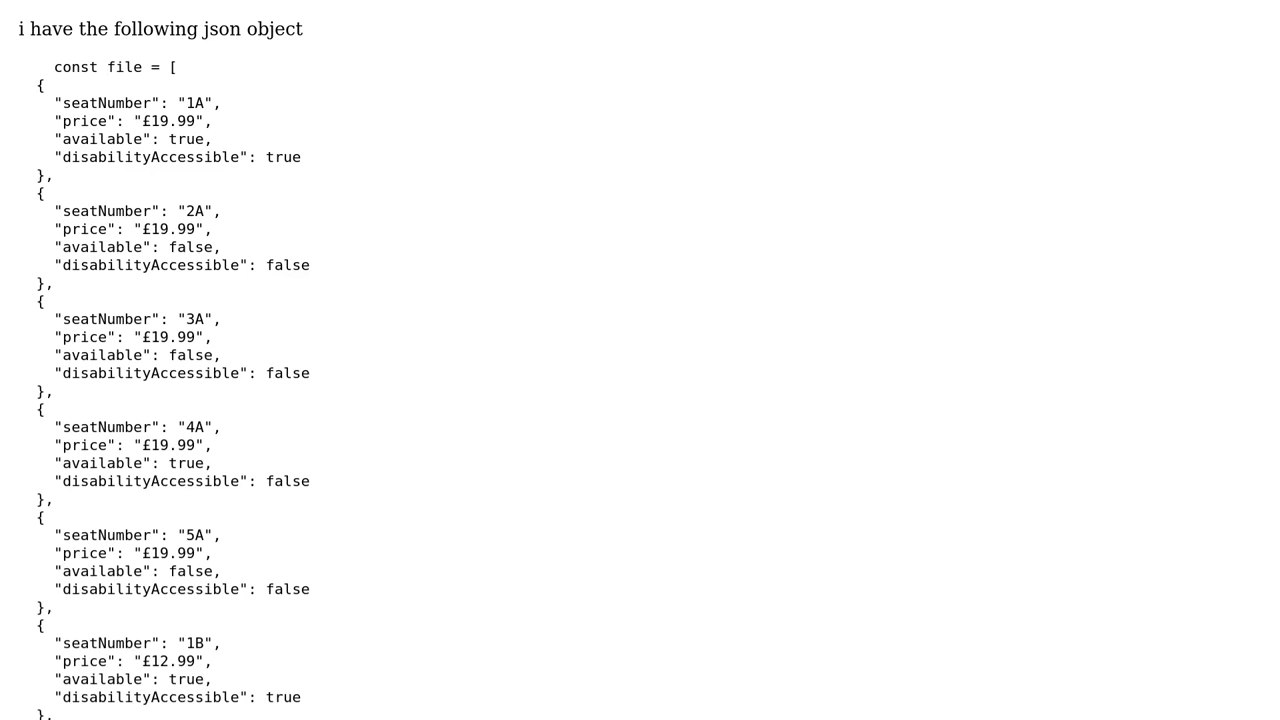 i have the following json object
const file = [
{
"seatNumber": "1A",
"price": "£19.99",
"available": true,
"disabilityAccessible": true
},
{
"seatNumber": "2A",
"price": "£19.99",
"available": false,
"disabilityAccessible": false
},
{
"seatNumber": "3A",
"price": "£19.99",
"available": false,
"disabilityAccessible": false
},
{
"seatNumber": "4A",
"price": "£19.99",
"available": true,
"disabilityAccessible": false
},
{
"seatNumber": "5A",
"price": "£19.99",
"available": false,
"disabilityAccessible": false
},
{
"seatNumber": "1B",
"price": "£12.99",
"available": true,
"disabilityAccessible": true
},